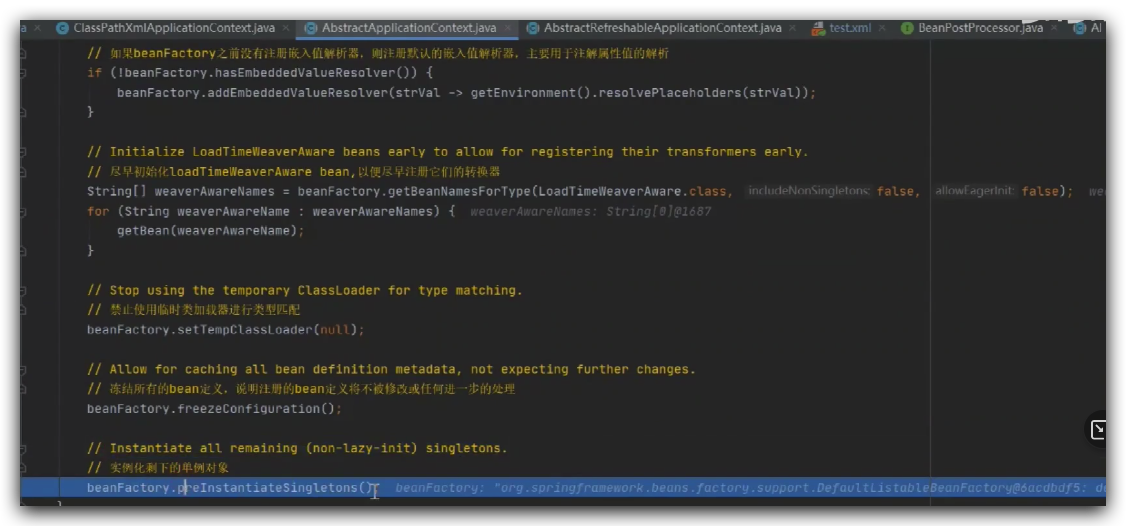 a ClassPathXmlApplicationContext.java AbstractApplicationContext.java AbstractRefreshableApplicationContext.java test.xml BeanPostProcessor.java Al
// 如果beanFactory之前没有注册嵌入值解析器，则注册默认的嵌入值解析器，主要用于注解属性值的解析
if (!beanFactory.hasEmbeddedValueResolver()) {
beanFactory.addEmbeddedValueResolver(strVal -> getEnvironment().resolvePlaceholders(strVal));
}
// Initialize LoadTimeWeaverAware beans early to allow for registering their transformers early.
// 尽早初始化loadTimeWeaverAware bean,以便尽早注册它们的转换器
String[] weaverAwareNames = beanFactory.getBeanNamesForType(LoadTimeWeaverAware.class, includeNonSingletons: false, allowEagerInit: false); wea
for (String weaverAwareName : weaverAwareNames) { weaverAwareNames: String[0]@1687
getBean(weaverAwareName);
}
// Stop using the temporary ClassLoader for type matching.
// 禁止使用临时类加载器进行类型匹配
beanFactory.setTempClassLoader(null);
// Allow for caching all bean definition metadata, not expecting further changes.
// 冻结所有的bean定义，说明注册的bean定义将不被修改或任何进一步的处理
beanFactory.freezeConfiguration();
// Instantiate all remaining (non-lazy-init) singletons.
// 实例化剩下的单例对象
beanFactory.preInstantiateSingletons(); beanFactory: "org.springframework.beans.factory.support.DefaultListableBeanFactory@6acdbdf5: de
}